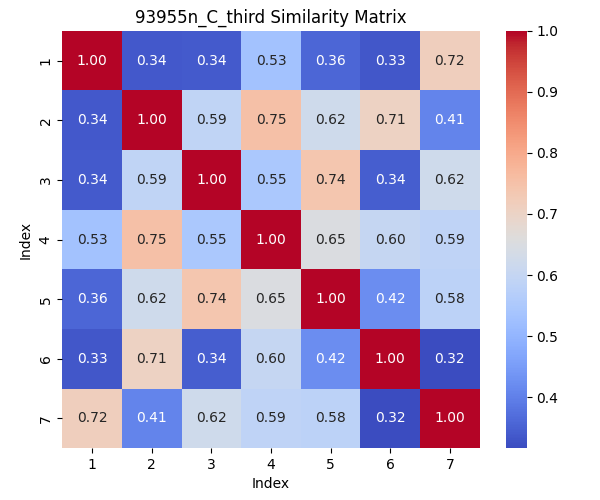 93955n_C_third Similarity Matrix
1 1.00 0.34 0.34 0.53 0.36 0.33 0.72
2 0.34 1.00 0.59 0.75 0.62 0.71 0.41
3 0.34 0.59 1.00 0.55 0.74 0.34 0.62
4 0.53 0.75 0.55 1.00 0.65 0.60 0.59
5 0.36 0.62 0.74 0.65 1.00 0.42 0.58
6 0.33 0.71 0.34 0.60 0.42 1.00 0.32
7 0.72 0.41 0.62 0.59 0.58 0.32 1.00
1 2 3 4 5 6 7
Index
Index
1.0
0.9
0.8
0.7
0.6
0.5
0.4